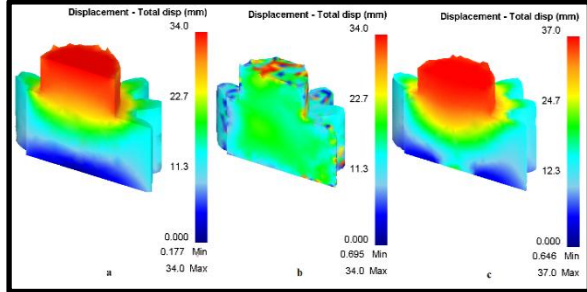 Displacement - Total disp (mm)
34.0
22.7
11.3
0.000
0.177 Min
34.0 Max
a
Displacement - Total disp (mm)
34.0
22.7
11.3
0.000
0.695 Min
34.0 Max
b
Displacement - Total disp (mm)
37.0
24.7
12.3
0.000
0.646 Min
37.0 Max
c